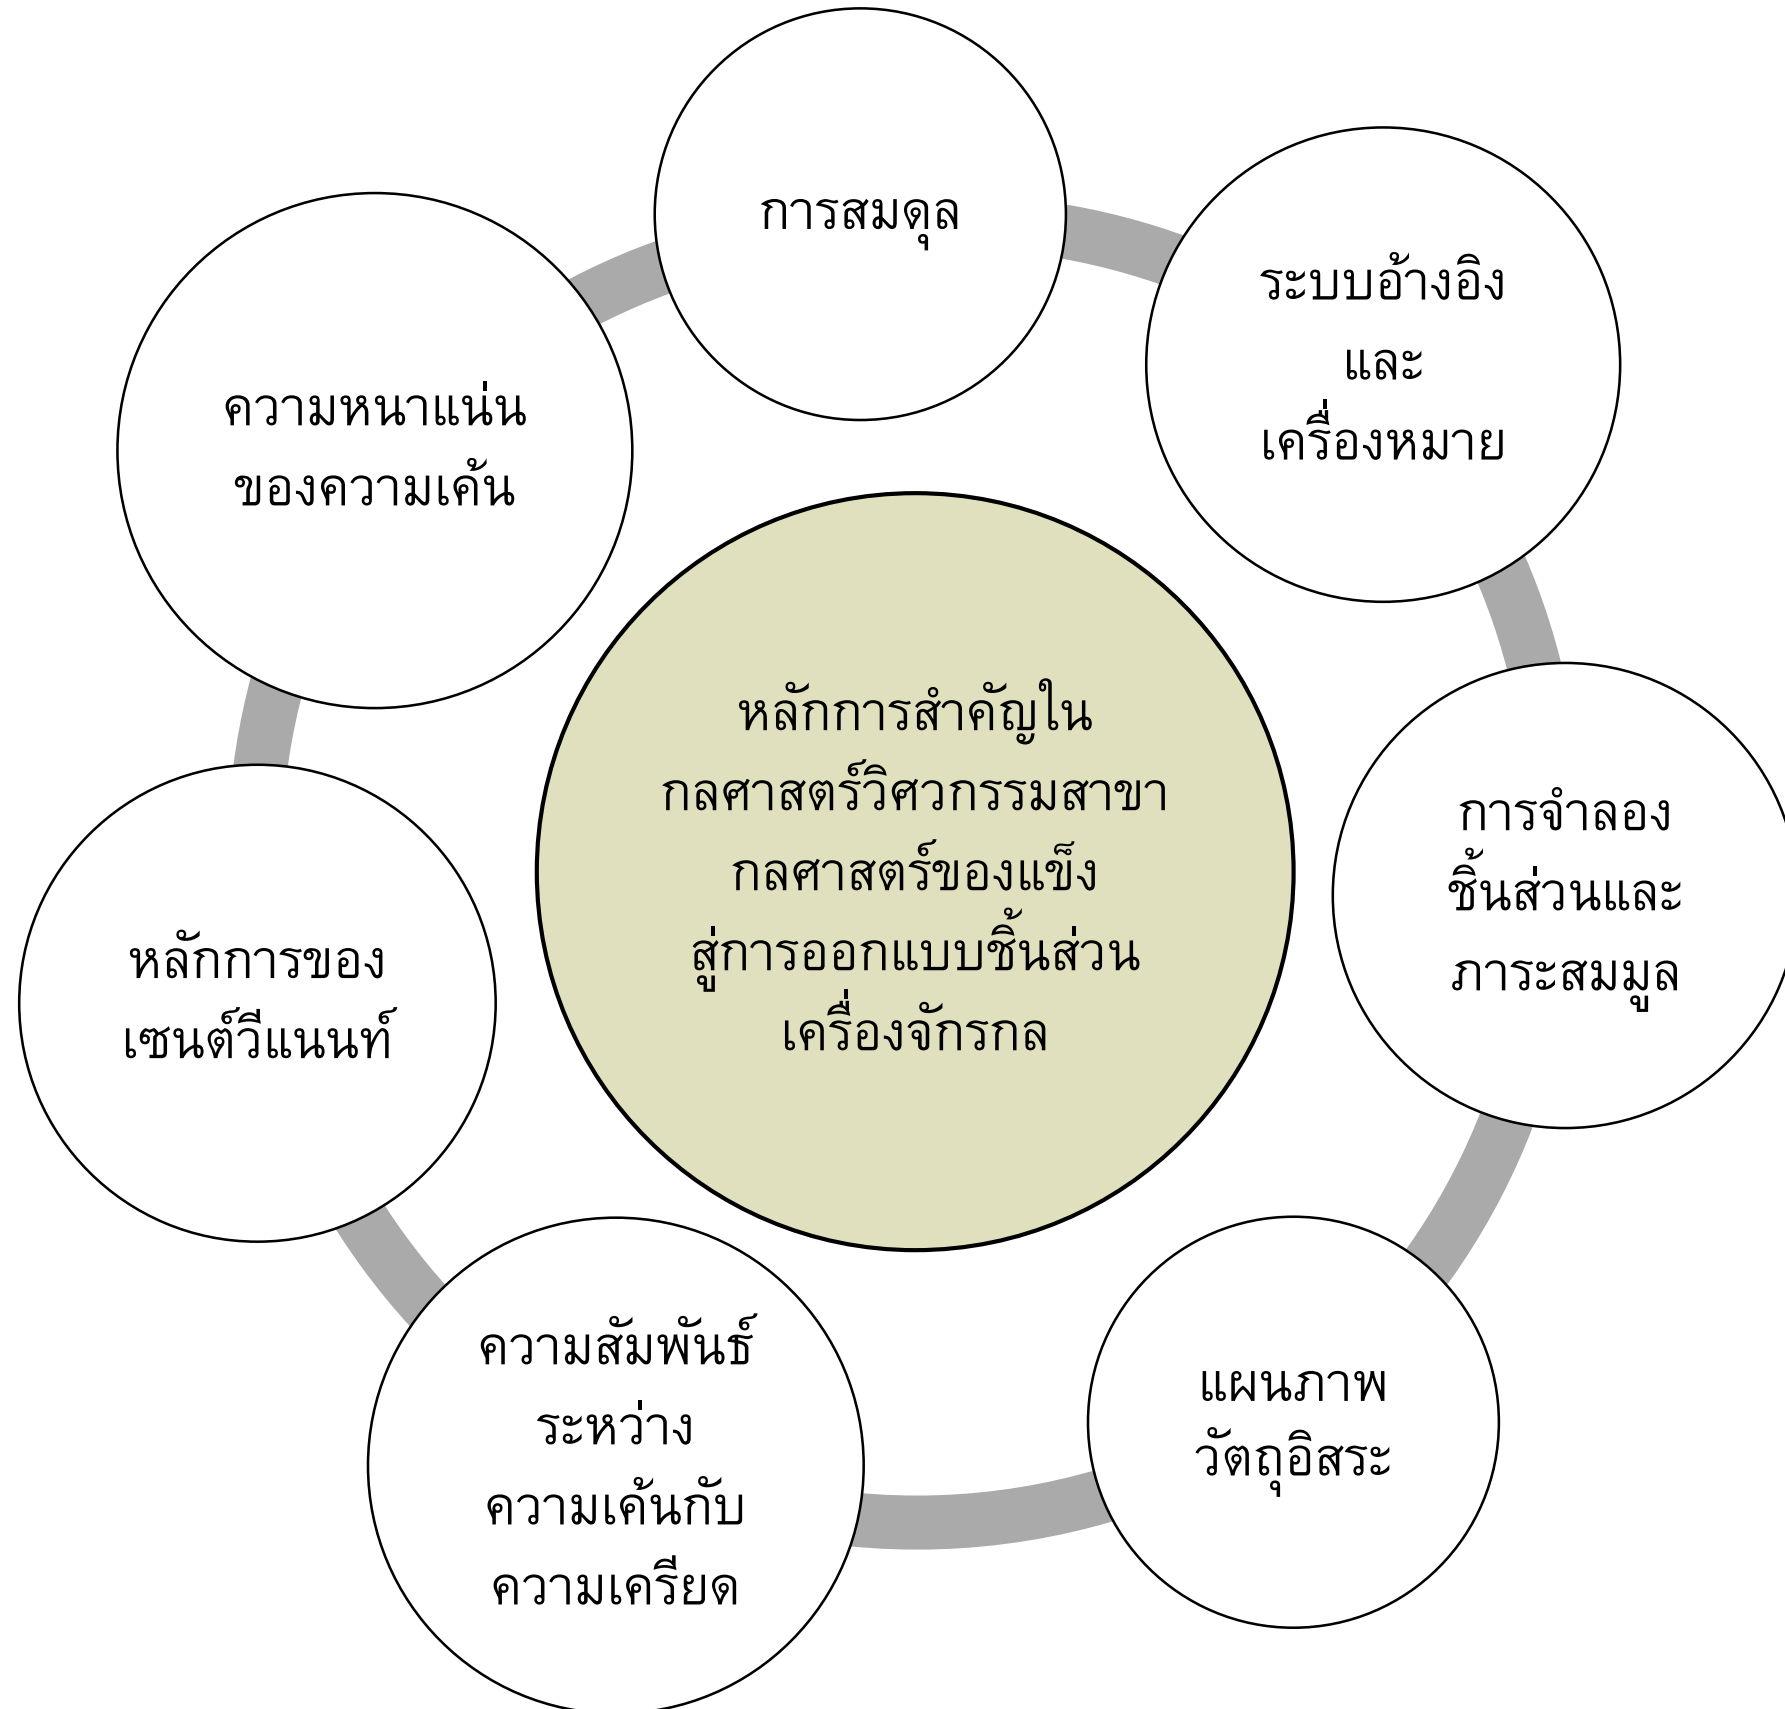 การสมดุล
ระบบอ้างอิง
และ
เครื่องหมาย
การจำลอง
ชิ้นส่วนและ
ภาระสมมูล
แผนภาพ
วัตถุอิสระ
ความสัมพันธ์
ระหว่าง
ความเค้นกับ
ความเครียด
หลักการของ
เซนต์วีแนนท์
ความหนาแน่น
ของความเค้น
หลักการสำคัญใน
กลศาสตร์วิศวกรรมสาขา
กลศาสตร์ของแข็ง
สู่การออกแบบชิ้นส่วน
เครื่องจักรกล